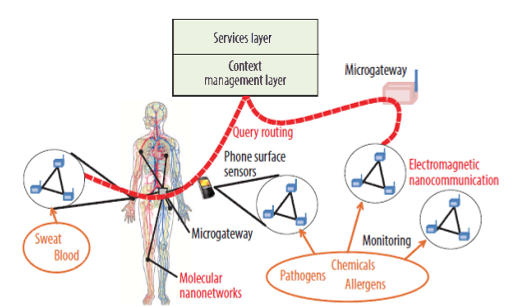 Services layer
Context
management layer
Microgateway
Query routing
Phone surface
sensors
Electromagnetic
nanocommunication
Sweat
Blood
Microgateway
Monitoring
Molecular
nanonetworks
Pathogens
Chemicals
Allergens